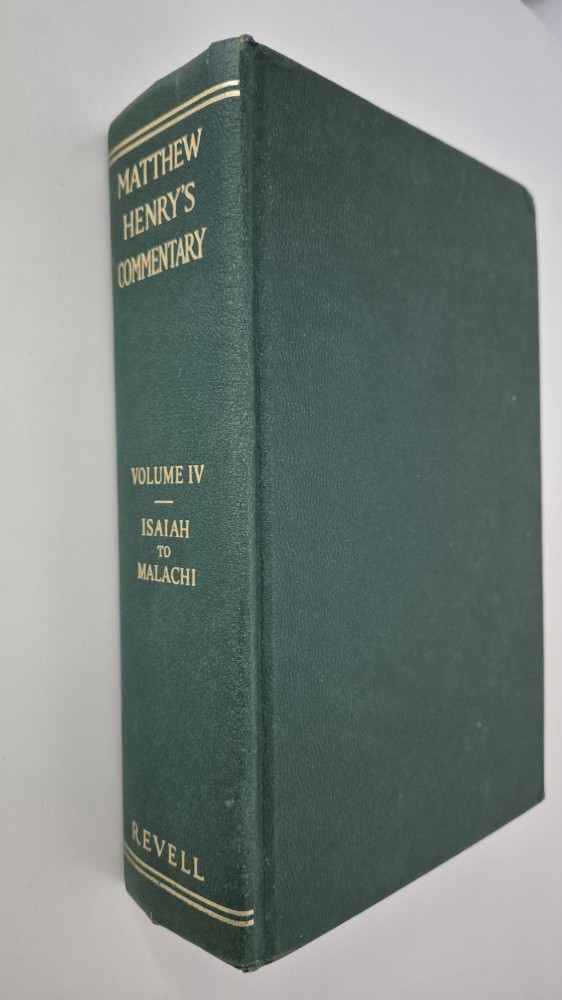 MATTHEW
HENRY'S
COMMENTARY
VOLUME IV
ISAIAH
TO
MALACHI
REVELL